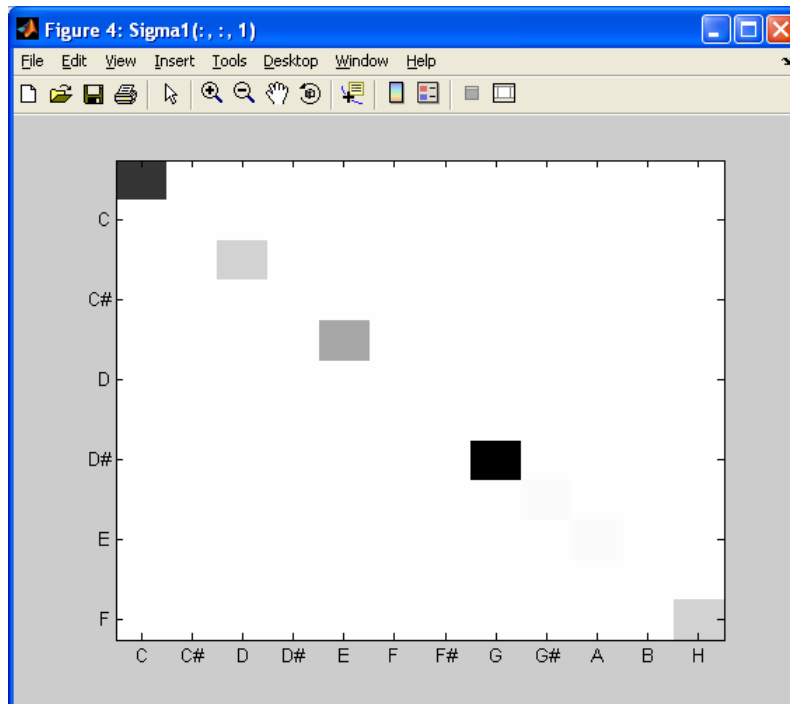 Figure 4: Sigma1(:, :, 1)
File Edit View Insert Tools Desktop Window Help
C
C#
D
D#
E
F
C C# D D# E F F# G G# A B H